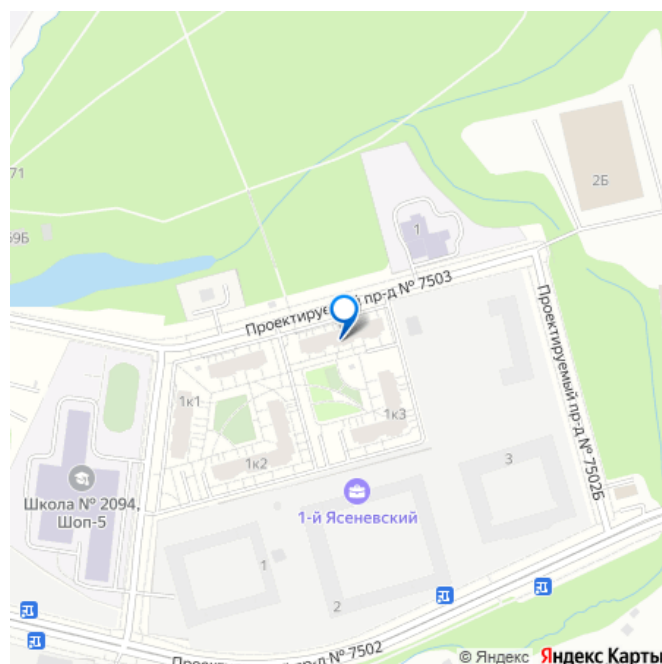 71
69Б
2Б
1
Проектируемый пр-д № 7503
Проектируемый пр-д № 7502Б
1к1
1к3
1к2
Школа № 2094,
Шоп-5
1-й Ясеневский
3
1
2
Проектируемый пр-д № 7502
© Яндекс Яндекс Карты